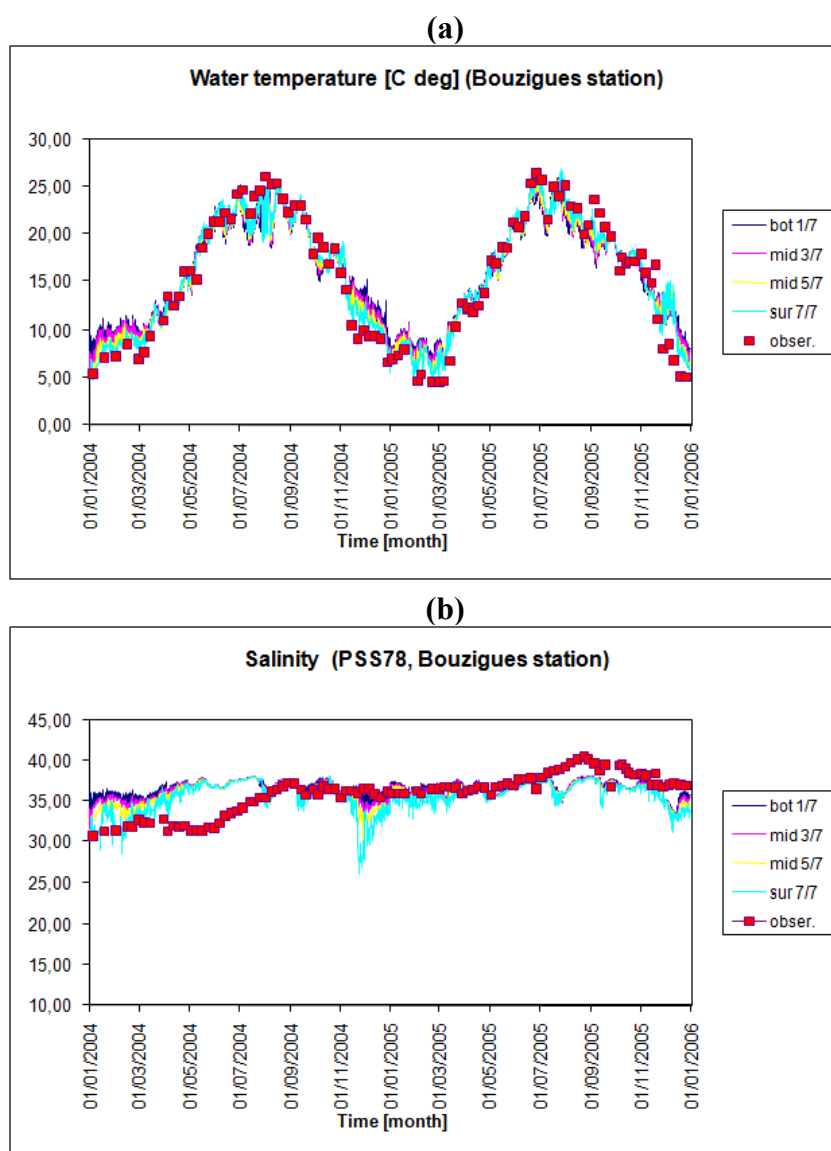 (a)
Water temperature [C deg] (Bouzigues station)
30,00
25,00
20,00
15,00
10,00
5,00
0,00
01/01/2004
01/03/2004
01/05/2004
01/07/2004
01/09/2004
01/11/2004
01/01/2005
01/03/2005
01/05/2005
01/07/2005
01/09/2005
01/11/2005
01/01/2006
Time [month]
bot 1/7
mid 3/7
mid 5/7
sur 7/7
obser.
(b)
Salinity (PSS78, Bouzigues station)
45,00
40,00
35,00
30,00
25,00
20,00
15,00
10,00
01/01/2004
01/03/2004
01/05/2004
01/07/2004
01/09/2004
01/11/2004
01/01/2005
01/03/2005
01/05/2005
01/07/2005
01/09/2005
01/11/2005
01/01/2006
Time [month]
bot 1/7
mid 3/7
mid 5/7
sur 7/7
obser.